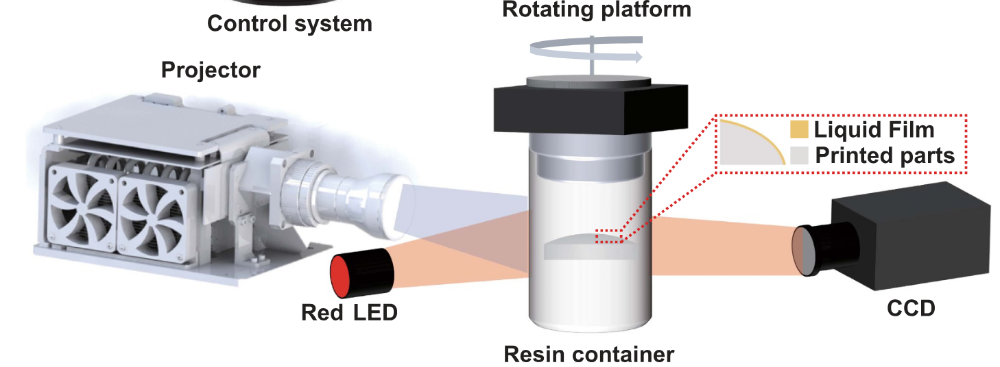 Rotating platform
Control system
Projector
Liquid Film
Printed parts
Red LED
CCD
Resin container